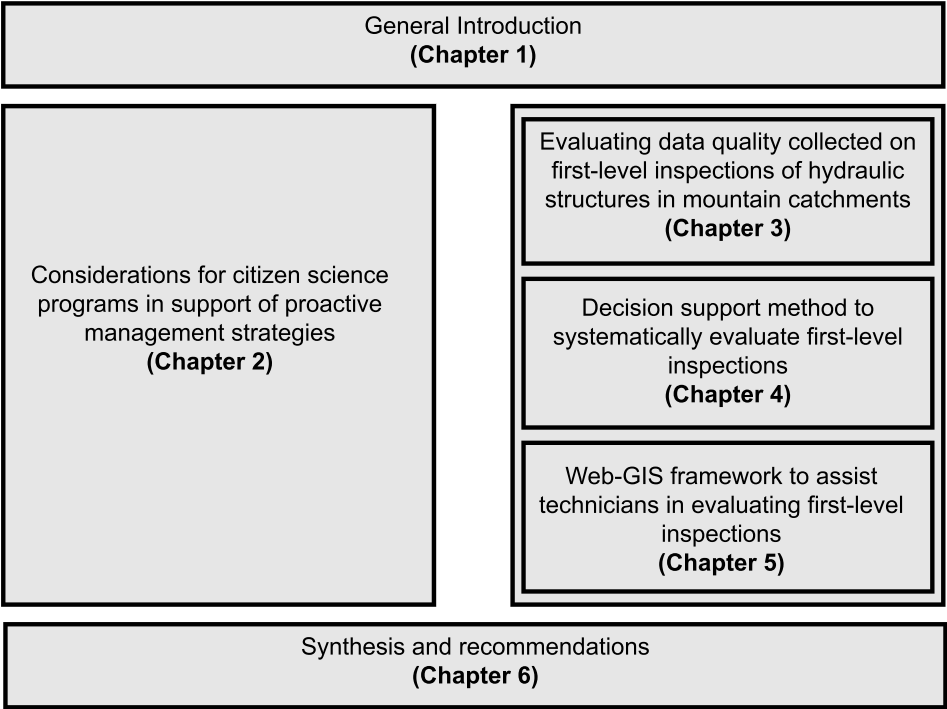 General Introduction
(Chapter 1)
Considerations for citizen science
programs in support of proactive
management strategies
(Chapter 2)
Evaluating data quality collected on
first-level inspections of hydraulic
structures in mountain catchments
(Chapter 3)
Decision support method to
systematically evaluate first-level
inspections
(Chapter 4)
Web-GIS framework to assist
technicians in evaluating first-level
inspections
(Chapter 5)
Synthesis and recommendations
(Chapter 6)